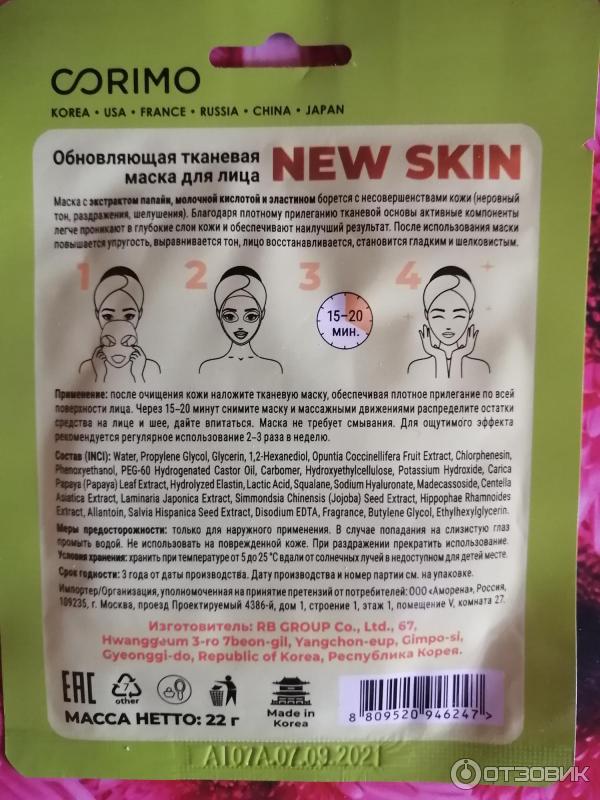 CORIMO
KOREA • USA • FRANCE • RUSSIA • CHINA • JAPAN
Обновляющая тканевая
маска для лица
NEW SKIN
Маска с экстрактом папайи, молочной кислотой и эластином борется с несовершенствами кожи (неровный
тон, раздражения, шелушения). Благодаря плотному прилеганию тканевой основы активные компоненты
легче проникают в глубокие слои кожи и обеспечивают наилучший результат. После использования маски
повышается упругость, выравнивается тон, лицо восстанавливается, становится гладким и шелковистым.
1 2 3 4
15–20
мин.
Применение: после очищения кожи наложите тканевую маску, обеспечивая плотное прилегание по всей
поверхности лица. Через 15–20 минут снимите маску и массажными движениями распределите остатки
средства на лице и шее, дайте впитаться. Маска не требует смывания. Для ощутимого эффекта
рекомендуется регулярное использование 2–3 раза в неделю.
Состав (INCI): Water, Propylene Glycol, Glycerin, 1,2-Hexanediol, Opuntia Coccinellifera Fruit Extract, Chlorphenesin,
Phenoxyethanol, PEG-60 Hydrogenated Castor Oil, Carbomer, Hydroxyethylcellulose, Potassium Hydroxide, Carica
Papaya (Papaya) Leaf Extract, Hydrolyzed Elastin, Lactic Acid, Squalane, Sodium Hyaluronate, Madecassoside, Centella
Asiatica Extract, Laminaria Japonica Extract, Simmondsia Chinensis (Jojoba) Seed Extract, Hippophae Rhamnoides
Extract, Allantoin, Salvia Hispanica Seed Extract, Disodium EDTA, Fragrance, Butylene Glycol, Ethylhexylglycerin.
Меры предосторожности: только для наружного применения. В случае попадания на слизистую глаз
промыть водой. Не использовать на поврежденной коже. При раздражении прекратить использование.
Условия хранения: хранить при температуре от 5 до 25 °C вдали от солнечных лучей в недоступном для детей месте.
Срок годности: 3 года от даты производства. Дату производства и номер партии см. на упаковке.
Импортер/Организация, уполномоченная на принятие претензий от потребителей: ООО «Аморена», Россия,
109235, г. Москва, проезд Проектируемый 4386-й, дом 1, строение 1, этаж 1, помещение V, комната 27.
Изготовитель: RB GROUP Co., Ltd., 67,
Hwanggeum 3-ro 7beon-gil, Yangchon-eup, Gimpo-si,
Gyeonggi-do, Republic of Korea, Республика Корея.
EAC
7
other
МАССА НЕТТО: 22 г
Made in
Korea
8 809520 946247 >
AI07A.07.09.2021
ОТЗОВИК